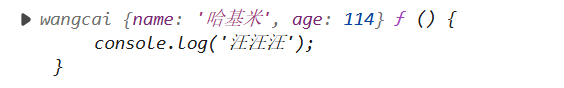 wangcai {name: '哈基米', age: 114} f () {
console.log('汪汪汪');
}